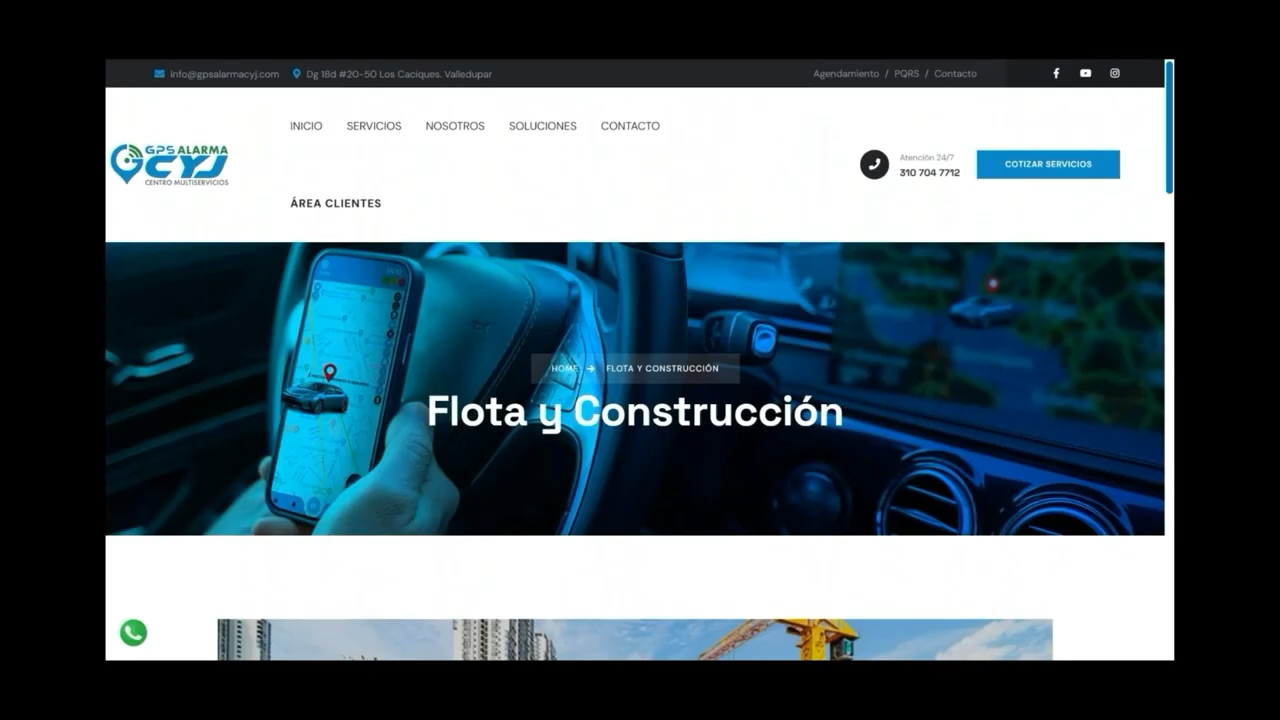 info@gpsalarmacyj.com Dg 18d #20-50 Los Caciques. Valledupar
Agendamiento / PQRS / Contacto
INICIO SERVICIOS NOSOTROS SOLUCIONES CONTACTO
GPS ALARMA
CYJ
CENTRO MULTISERVICIOS
Atención 24/7
310 704 7712
COTIZAR SERVICIOS
ÁREA CLIENTES
HOME → FLOTA Y CONSTRUCCIÓN
Flota y Construcción